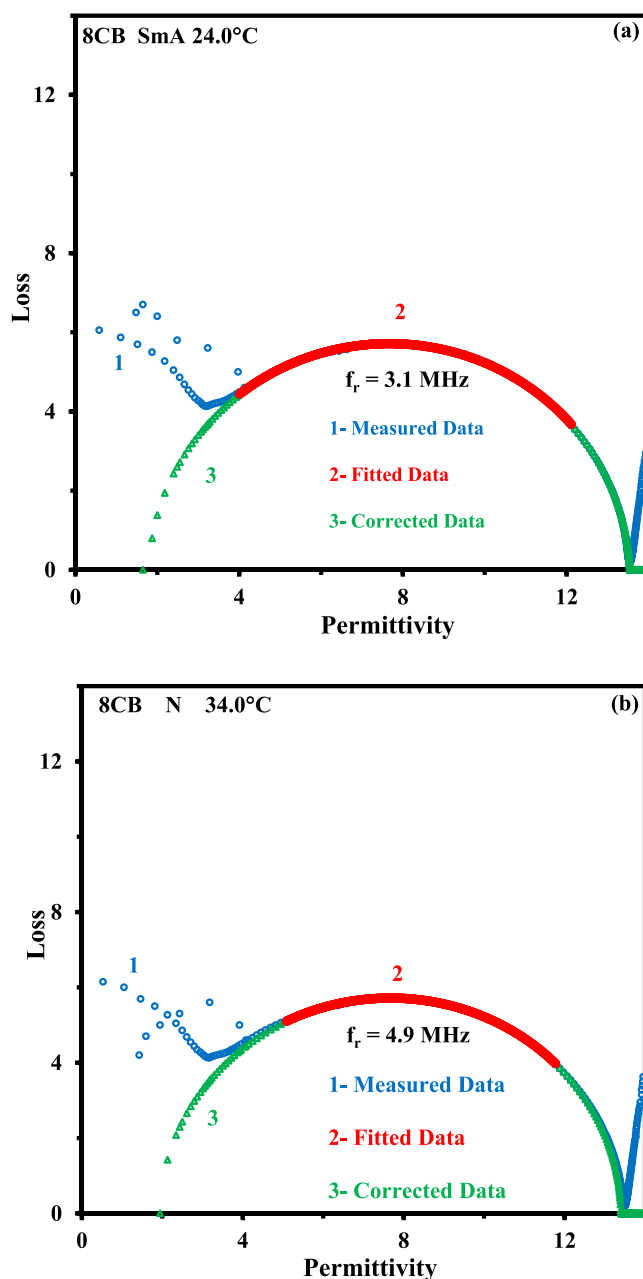 8CB SmA 24.0°C
(a)
12
8
4
0
Loss
1
2
3
fᵣ = 3.1 MHz
1- Measured Data
2- Fitted Data
3- Corrected Data
0
4
8
12
Permittivity
8CB N 34.0°C
(b)
12
8
4
0
Loss
1
2
3
fᵣ = 4.9 MHz
1- Measured Data
2- Fitted Data
3- Corrected Data
0
4
8
12
Permittivity